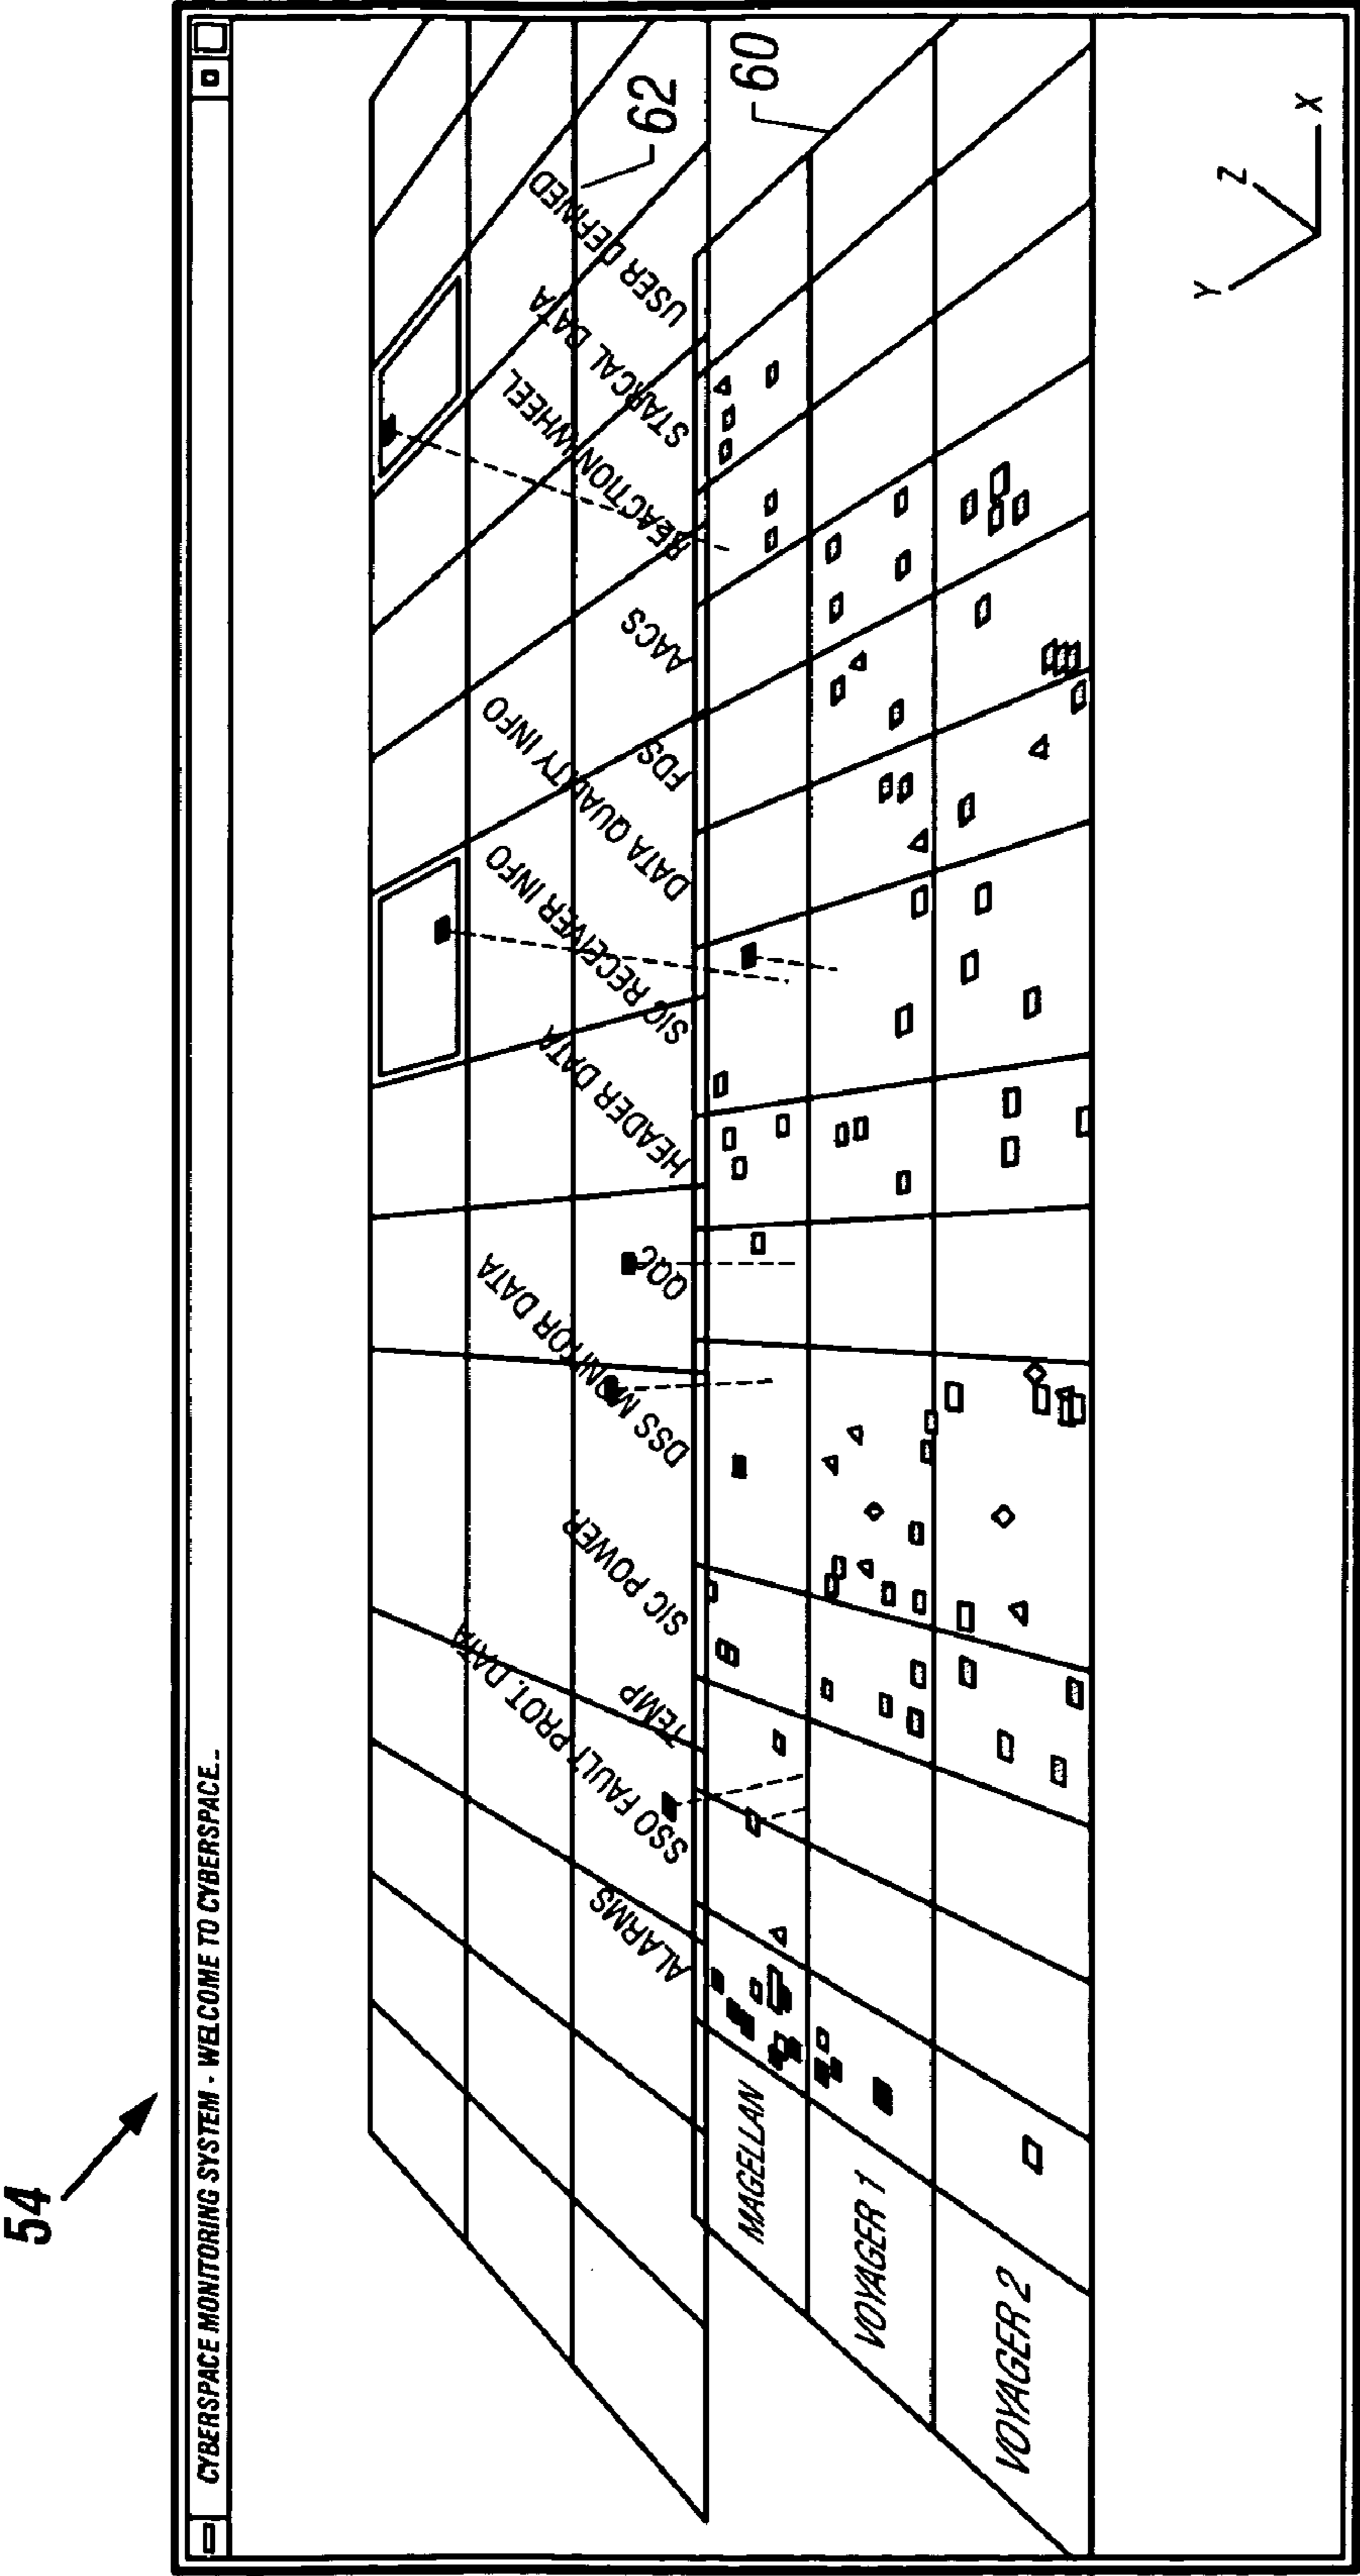 54
CYBERSPACE MONITORING SYSTEM - WELCOME TO CYBERSPACE.
ALARMS
SSO FAULT PROT. DATA
TEMP
SIC POWER
DSS MONITOR DATA
QQC
HEADER DATA
SIC RECEIVER INFO
DATA QUALITY INFO
FDS
AACS
REACTION WHEEL
STARCAL DATA
USER DEFINED
62
60
MAGELLAN
VOYAGER 1
VOYAGER 2
Y
Z
X